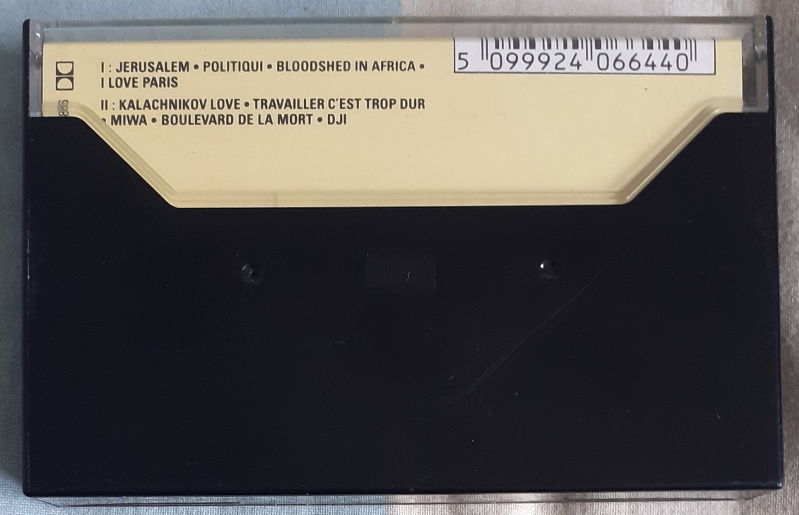 I : JERUSALEM • POLITIQUI • BLOODSHED IN AFRICA •
I LOVE PARIS
II : KALACHNIKOV LOVE • TRAVAILLER C'EST TROP DUR
• MIWA • BOULEVARD DE LA MORT • DJI
5 099924 066440